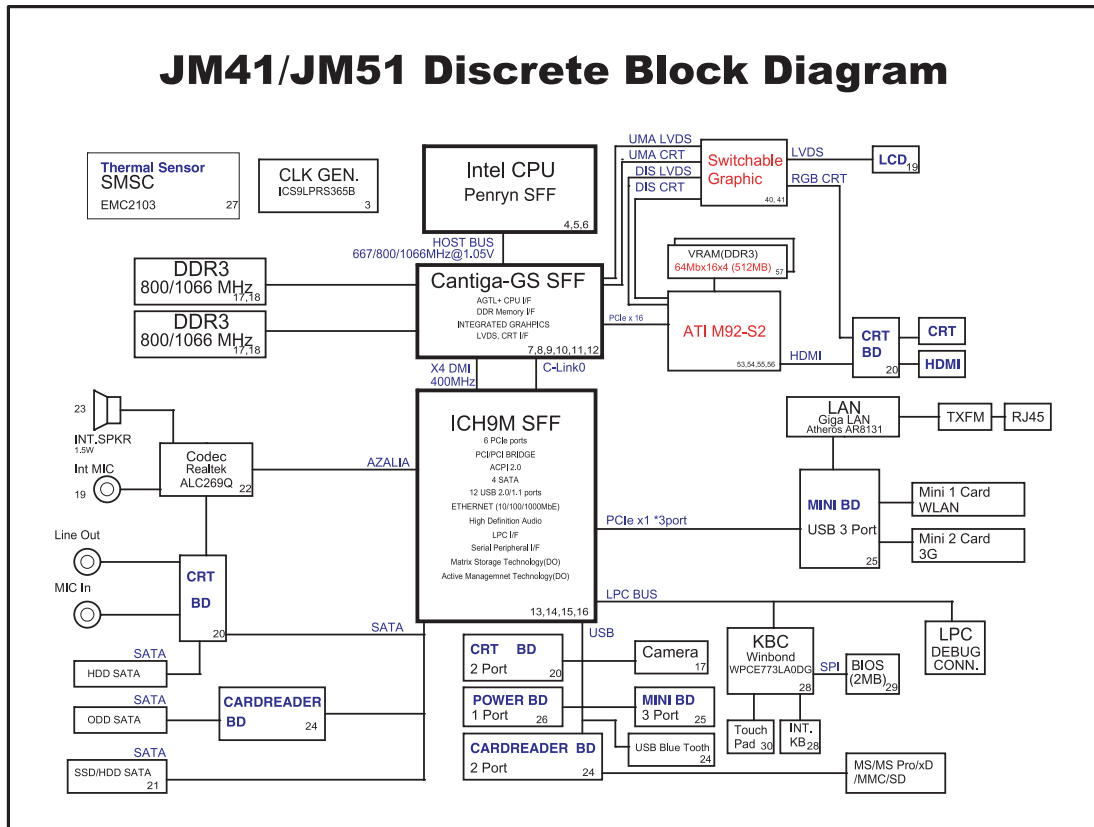 JM41/JM51 Discrete Block Diagram
Thermal Sensor
SMSC
EMC2103
27
CLK GEN.
ICS9LPRS365B
3
Intel CPU
Penryn SFF
4,5,6
UMA LVDS
UMA CRT
DIS LVDS
DIS CRT
Switchable
Graphic
40, 41
LVDS
RGB CRT
LCD
19
HOST BUS
667/800/1066MHz@1.05V
VRAM(DDR3)
64Mbx16x4 (512MB)
57
DDR3
800/1066 MHz
17,18
DDR3
800/1066 MHz
17,18
Cantiga-GS SFF
AGTL+ CPU I/F
DDR Memory I/F
INTEGRATED GRAHPICS
LVDS, CRT I/F
7,8,9,10,11,12
PCIe x 16
ATI M92-S2
53,54,55,56
HDMI
CRT
BD
20
CRT
HDMI
X4 DMI
400MHz
C-Link0
23
INT.SPKR
1.5W
Int MIC
19
Codec
Realtek
ALC269Q
22
AZALIA
ICH9M SFF
6 PCIe ports
PCI/PCI BRIDGE
ACPI 2.0
4 SATA
12 USB 2.0/1.1 ports
ETHERNET (10/100/1000MbE)
High Definition Audio
LPC I/F
Serial Peripheral I/F
Matrix Storage Technology(DO)
Active Managemnet Technology(DO)
13,14,15,16
LAN
Giga LAN
Atheros AR8131
TXFM
RJ45
PCIe x1 *3port
MINI BD
USB 3 Port
25
Mini 1 Card
WLAN
Mini 2 Card
3G
Line Out
MIC In
CRT
BD
20
SATA
LPC BUS
USB
SATA
HDD SATA
SATA
ODD SATA
CARDREADER
BD
24
SATA
SSD/HDD SATA
21
CRT BD
2 Port
20
Camera
17
POWER BD
1 Port
26
MINI BD
3 Port
25
CARDREADER BD
2 Port
24
USB Blue Tooth
24
KBC
Winbond
WPCE773LA0DG
28
SPI
BIOS
(2MB)
29
LPC
DEBUG
CONN.
Touch
Pad
30
INT.
KB
28
MS/MS Pro/xD
/MMC/SD